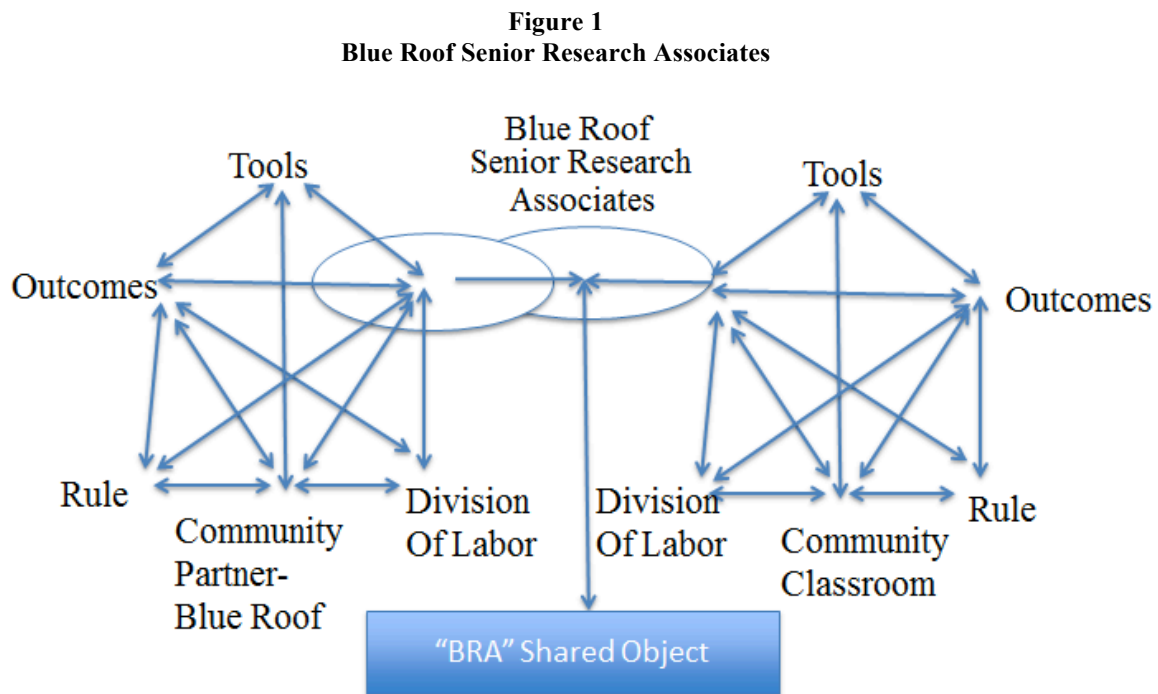 Figure 1
Blue Roof Senior Research Associates
Blue Roof
Senior Research
Associates
Tools
Tools
Outcomes
Outcomes
Rule
Community
Partner-
Blue Roof
Division
Of Labor
Division
Of Labor
Community
Classroom
Rule
“BRA” Shared Object